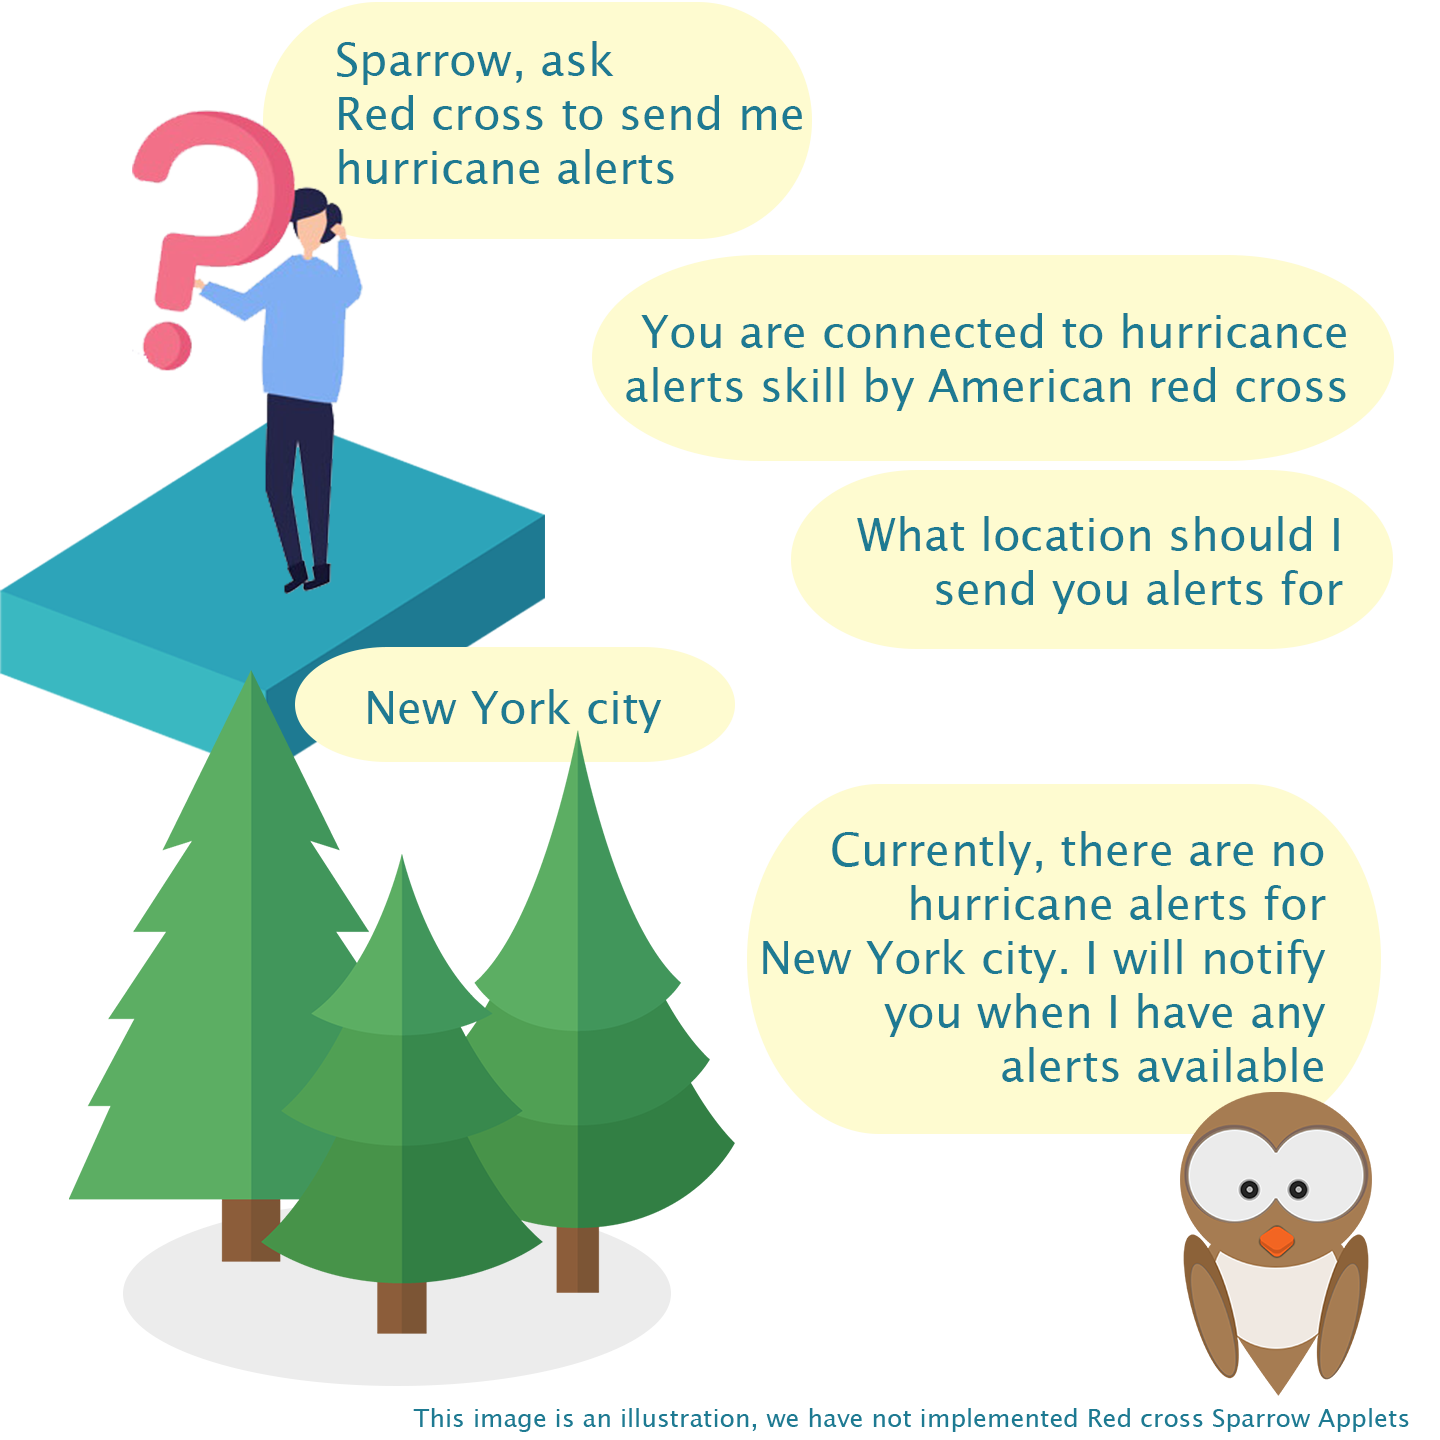 Sparrow, ask
Red cross to send me
hurricane alerts
You are connected to hurricance
alerts skill by American red cross
What location should I
send you alerts for
New York city
Currently, there are no
hurricane alerts for
New York city. I will notify
you when I have any
alerts available
This image is an illustration, we have not implemented Red cross Sparrow Applets